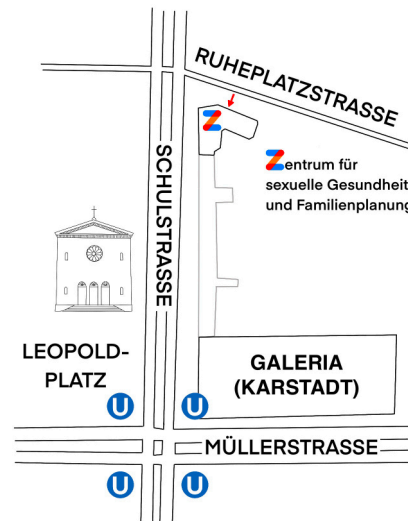 RUHEPLATZSTRASSE
Z
SCHULSTRASSE
Zentrum für
sexuelle Gesundheit
und Familienplanung
LEOPOLD-
PLATZ
GALERIA
(KARSTADT)
U
U
MÜLLERSTRASSE
U
U